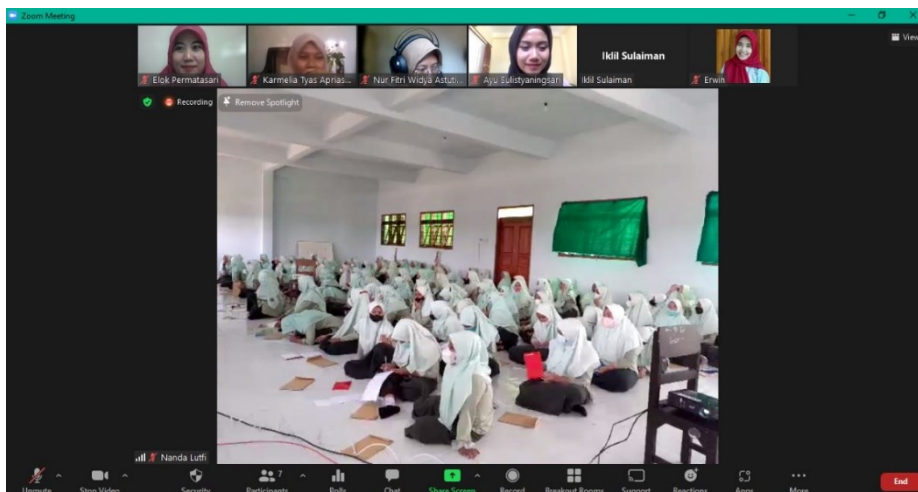 Zoom Meeting
View
Elok Permatasari
Karmelia Tyas Aprias...
Nur Fitri Widya Astuti...
Ayu Sulistyaningsari
Iklil Sulaiman
Iklil Sulaiman
Erwin
Recording
Remove Spotlight
Nanda Lutfi
7
Unmute
Stop Video
Security
Participants
Polls
Chat
Share Screen
Record
Breakout Rooms
Support
Reactions
Apps
More
End